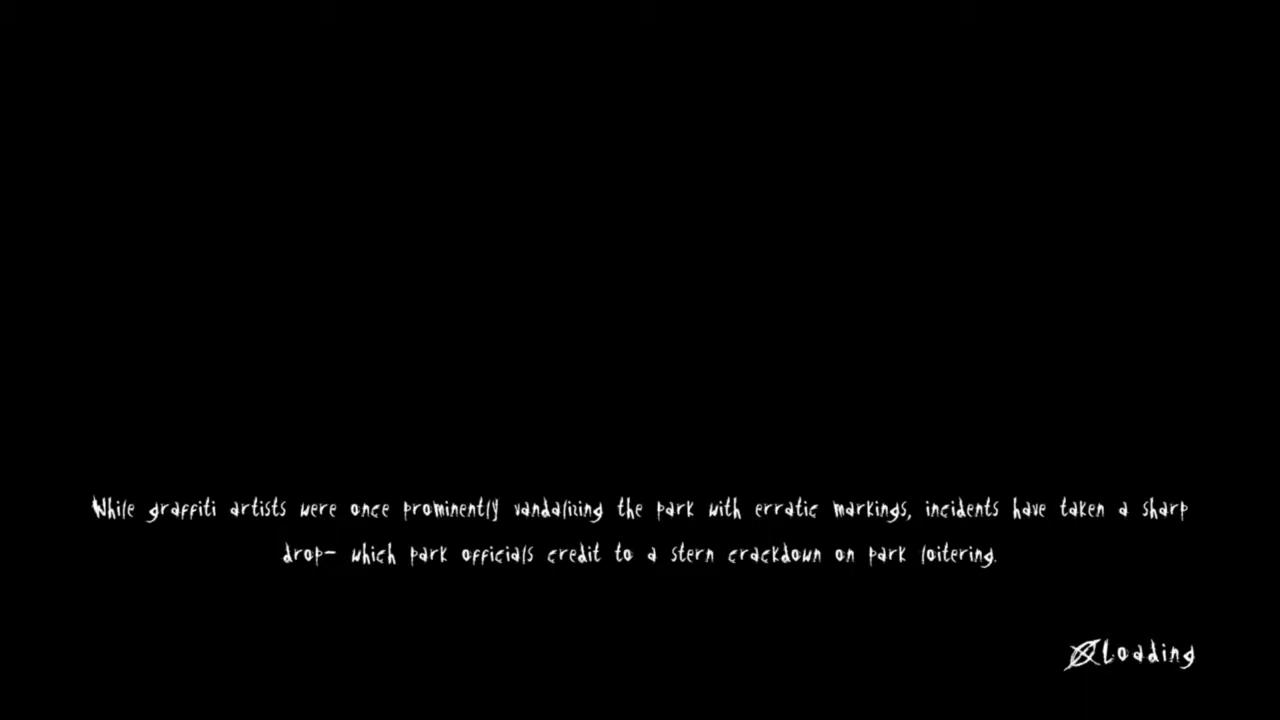 While graffiti artists were once prominently vandalizing the park with erratic markings, incidents have taken a sharp
drop- which park officials credit to a stern crackdown on park loitering.
Loading